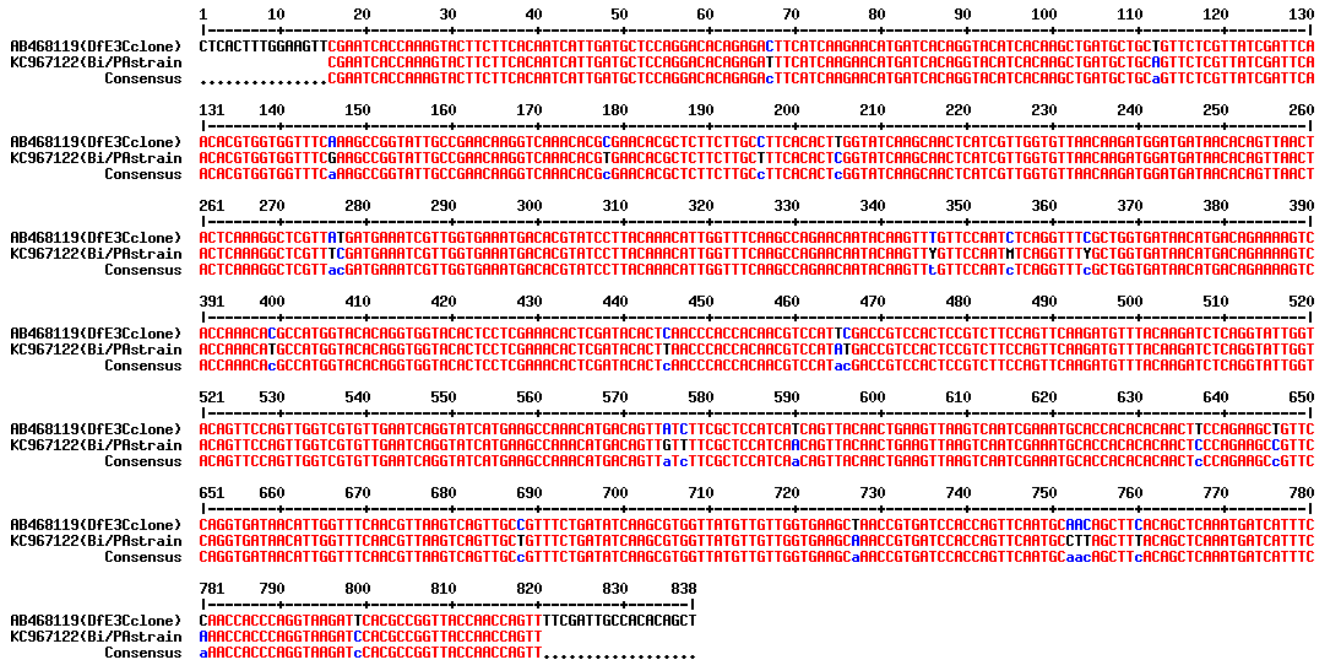 1 10 20 30 40 50 60 70 80 90 100 110 120 130
|--------+---------+---------+---------+---------+---------+---------+---------+---------+---------+---------+---------+---------|
AB468119(DfE3Cclone) CTCACTTTGGAAGTTCGAATCACCAAAGTACTTCTTCACAATCATTGATGCTCCAGGACACAGAGACTTCATCAAGAACATGATCACAGGTACATCACAAGCTGATGCTGCTGTTCTCGTTATCGATTCA
KC967122(Bi/PAstrain CGAATCACCAAAGTACTTCTTCACAATCATTGATGCTCCAGGACACAGAGATTTCATCAAGAACATGATCACAGGTACATCACAAGCTGATGCTGCAGTTCTCGTTATCGATTCA
Consensus ...............CGAATCACCAAAGTACTTCTTCACAATCATTGATGCTCCAGGACACAGAGAcTTCATCAAGAACATGATCACAGGTACATCACAAGCTGATGCTGCaGTTCTCGTTATCGATTCA
131 140 150 160 170 180 190 200 210 220 230 240 250 260
|--------+---------+---------+---------+---------+---------+---------+---------+---------+---------+---------+---------+---------|
AB468119(DfE3Cclone) ACACGTGGTGGTTTCAAAGCCGGTATTGCCGAACAAGGTCAAACACGCGAACACGCTCTTCTTGCCTTCACACTTGGTATCAAGCAACTCATCGTTGGTGTTAACAAGATGGATGATAACACAGTTAACT
KC967122(Bi/PAstrain ACACGTGGTGGTTTCGAAGCCGGTATTGCCGAACAAGGTCAAACACGTGAACACGCTCTTCTTGCTTTCACACTCGGTATCAAGCAACTCATCGTTGGTGTTAACAAGATGGATGATAACACAGTTAACT
Consensus ACACGTGGTGGTTTCaAAGCCGGTATTGCCGAACAAGGTCAAACACGcGAACACGCTCTTCTTGCcTTCACACTcGGTATCAAGCAACTCATCGTTGGTGTTAACAAGATGGATGATAACACAGTTAACT
261 270 280 290 300 310 320 330 340 350 360 370 380 390
|--------+---------+---------+---------+---------+---------+---------+---------+---------+---------+---------+---------+---------|
AB468119(DfE3Cclone) ACTCAAAGGCTCGTTATGATGAAATCGTTGGTGAAATGACACGTATCCTTACAAACATTGGTTTCAAGCCAGAACAATACAAGTTTGTTCCAATCTCAGGTTTCGCTGGTGATAACATGACAGAAAAGTC
KC967122(Bi/PAstrain ACTCAAAGGCTCGTTTCGATGAAATCGTTGGTGAAATGACACGTATCCTTACAAACATTGGTTTCAAGCCAGAACAATACAAGTTYGTTCCAATMTCAGGTTTYGCTGGTGATAACATGACAGAAAAGTC
Consensus ACTCAAAGGCTCGTTacGATGAAATCGTTGGTGAAATGACACGTATCCTTACAAACATTGGTTTCAAGCCAGAACAATACAAGTTtGTTCCAATcTCAGGTTTcGCTGGTGATAACATGACAGAAAAGTC
391 400 410 420 430 440 450 460 470 480 490 500 510 520
|--------+---------+---------+---------+---------+---------+---------+---------+---------+---------+---------+---------+---------|
AB468119(DfE3Cclone) ACCAAACACGCCATGGTACACAGGTGGTACACTCCTCGAAACACTCGATACACTCAACCCACCACAACGTCCATTCGACCGTCCACTCCGTCTTCCAGTTCAAGATGTTTACAAGATCTCAGGTATTGGT
KC967122(Bi/PAstrain ACCAAACATGCCATGGTACACAGGTGGTACACTCCTCGAAACACTCGATACACTTAACCCACCACAACGTCCATATGACCGTCCACTCCGTCTTCCAGTTCAAGATGTTTACAAGATCTCAGGTATTGGT
Consensus ACCAAACAcGCCATGGTACACAGGTGGTACACTCCTCGAAACACTCGATACACTcAACCCACCACAACGTCCATacGACCGTCCACTCCGTCTTCCAGTTCAAGATGTTTACAAGATCTCAGGTATTGGT
521 530 540 550 560 570 580 590 600 610 620 630 640 650
|--------+---------+---------+---------+---------+---------+---------+---------+---------+---------+---------+---------+---------|
AB468119(DfE3Cclone) ACAGTTCCAGTTGGTCGTGTTGAATCAGGTATCATGAAGCCAAACATGACAGTTATCTTCGCTCCATCATCAGTTACAACTGAAGTTAAGTCAATCGAAATGCACCACACACAACTTCCAGAAGCTGTTC
KC967122(Bi/PAstrain ACAGTTCCAGTTGGTCGTGTTGAATCAGGTATCATGAAGCCAAACATGACAGTTGTTTTCGCTCCATCAACAGTTACAACTGAAGTTAAGTCAATCGAAATGCACCACACACAACTCCCAGAAGCCGTTC
Consensus ACAGTTCCAGTTGGTCGTGTTGAATCAGGTATCATGAAGCCAAACATGACAGTTaTcTTCGCTCCATCAaCAGTTACAACTGAAGTTAAGTCAATCGAAATGCACCACACACAACTcCCAGAAGCcGTTC
651 660 670 680 690 700 710 720 730 740 750 760 770 780
|--------+---------+---------+---------+---------+---------+---------+---------+---------+---------+---------+---------+---------|
AB468119(DfE3Cclone) CAGGTGATAACATTGGTTTCAACGTTAAGTCAGTTGCCGTTTCTGATATCAAGCGTGGTTATGTTGTTGGTGAAGCTAACCGTGATCCACCAGTTCAATGCAACAGCTTCACAGCTCAAATGATCATTTC
KC967122(Bi/PAstrain CAGGTGATAACATTGGTTTCAACGTTAAGTCAGTTGCTGTTTCTGATATCAAGCGTGGTTATGTTGTTGGTGAAGCAAACCGTGATCCACCAGTTCAATGCCTTAGCTTTACAGCTCAAATGATCATTTC
Consensus CAGGTGATAACATTGGTTTCAACGTTAAGTCAGTTGCcGTTTCTGATATCAAGCGTGGTTATGTTGTTGGTGAAGCaAACCGTGATCCACCAGTTCAATGCaacAGCTTcACAGCTCAAATGATCATTTC
781 790 800 810 820 830 838
|--------+---------+---------+---------+---------+-------|
AB468119(DfE3Cclone) CAACCACCCAGGTAAGATTCACGCCGGTTACCAACCAGTTTTCGATTGCCACACAGCT
KC967122(Bi/PAstrain AAACCACCCAGGTAAGATCCACGCCGGTTACCAACCAGTT
Consensus aAACCACCCAGGTAAGATcCACGCCGGTTACCAACCAGTT..................